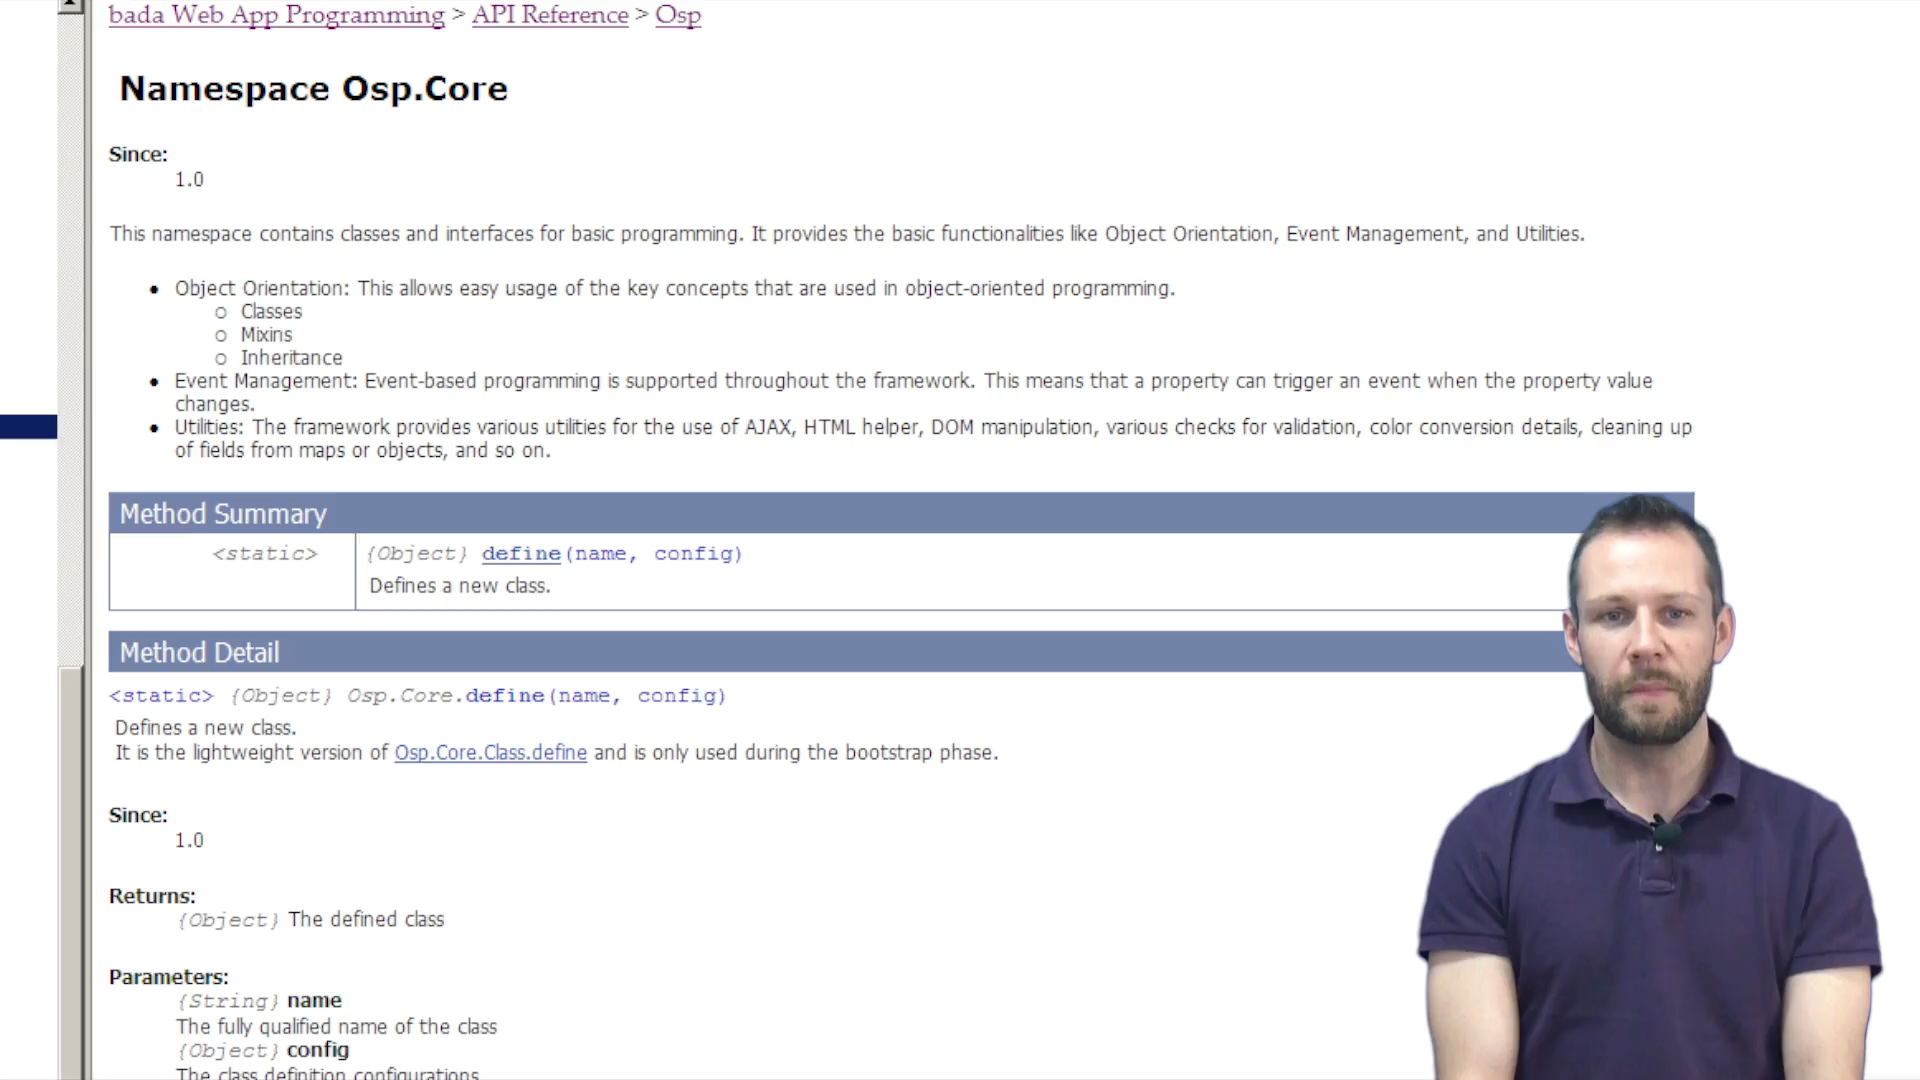 bada Web App Programming > API Reference > Osp
Namespace Osp.Core
Since:
1.0
This namespace contains classes and interfaces for basic programming. It provides the basic functionalities like Object Orientation, Event Management, and Utilities.
• Object Orientation: This allows easy usage of the key concepts that are used in object-oriented programming.
○ Classes
○ Mixins
○ Inheritance
• Event Management: Event-based programming is supported throughout the framework. This means that a property can trigger an event when the property value
changes.
• Utilities: The framework provides various utilities for the use of AJAX, HTML helper, DOM manipulation, various checks for validation, color conversion details, cleaning up
of fields from maps or objects, and so on.
Method Summary
<static> {Object} define(name, config)
Defines a new class.
Method Detail
<static> {Object} Osp.Core.define(name, config)
Defines a new class.
It is the lightweight version of Osp.Core.Class.define and is only used during the bootstrap phase.
Since:
1.0
Returns:
{Object} The defined class
Parameters:
{String} name
The fully qualified name of the class
{Object} config
The class definition configurations